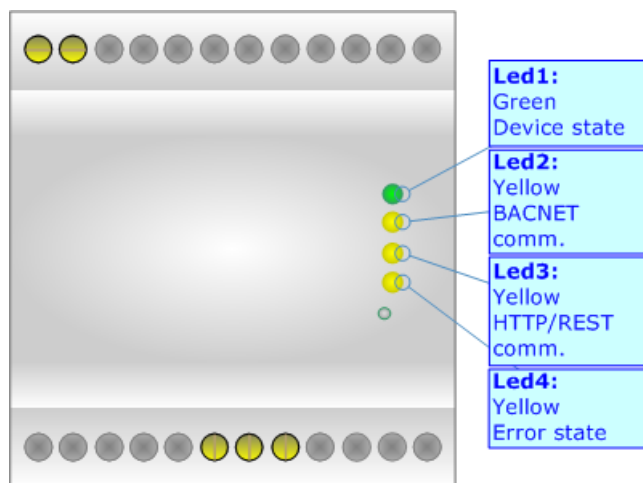 Led1:
Green
Device state
Led2:
Yellow
BACNET
comm.
Led3:
Yellow
HTTP/REST
comm.
Led4:
Yellow
Error state